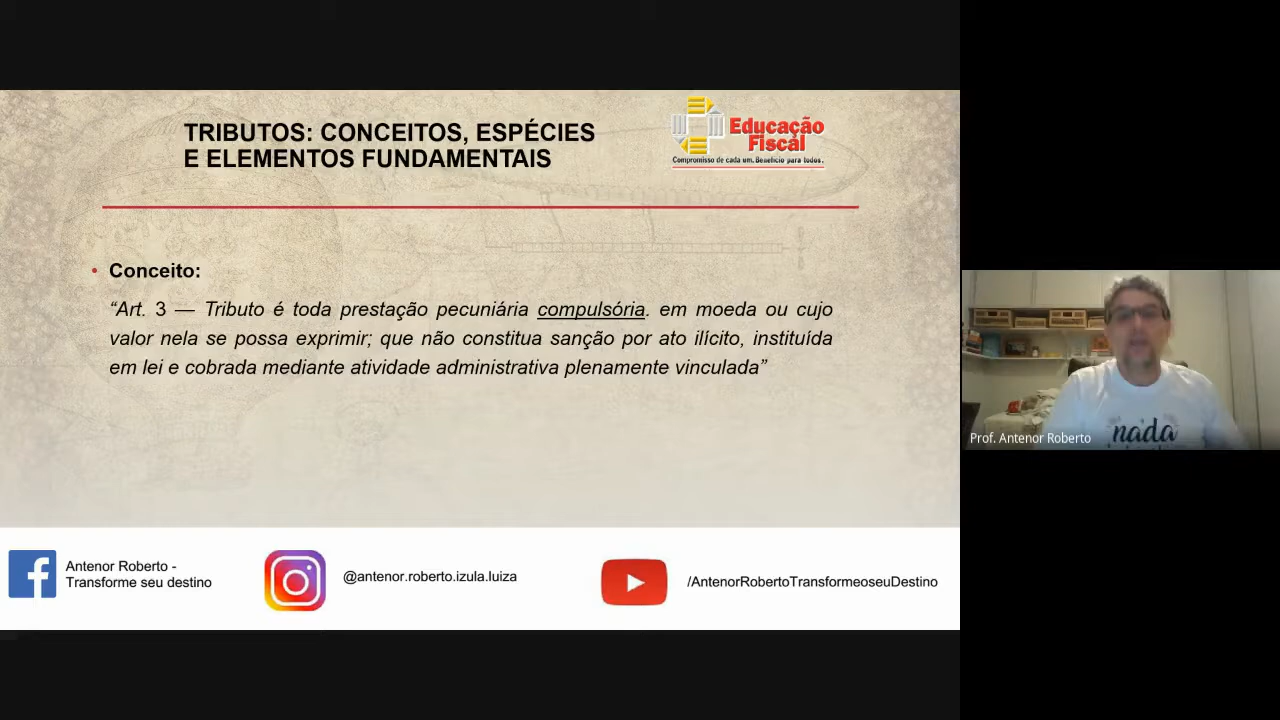 TRIBUTOS: CONCEITOS, ESPÉCIES
E ELEMENTOS FUNDAMENTAIS
Educação
Fiscal
Compromisso de cada um. Benefício para todos.
• Conceito:
“Art. 3 — Tributo é toda prestação pecuniária compulsória. em moeda ou cujo
valor nela se possa exprimir; que não constitua sanção por ato ilícito, instituída
em lei e cobrada mediante atividade administrativa plenamente vinculada”
nada
Prof. Antenor Roberto
Antenor Roberto -
Transforme seu destino
@antenor.roberto.izula.luiza
/AntenorRobertoTransformeoseuDestino